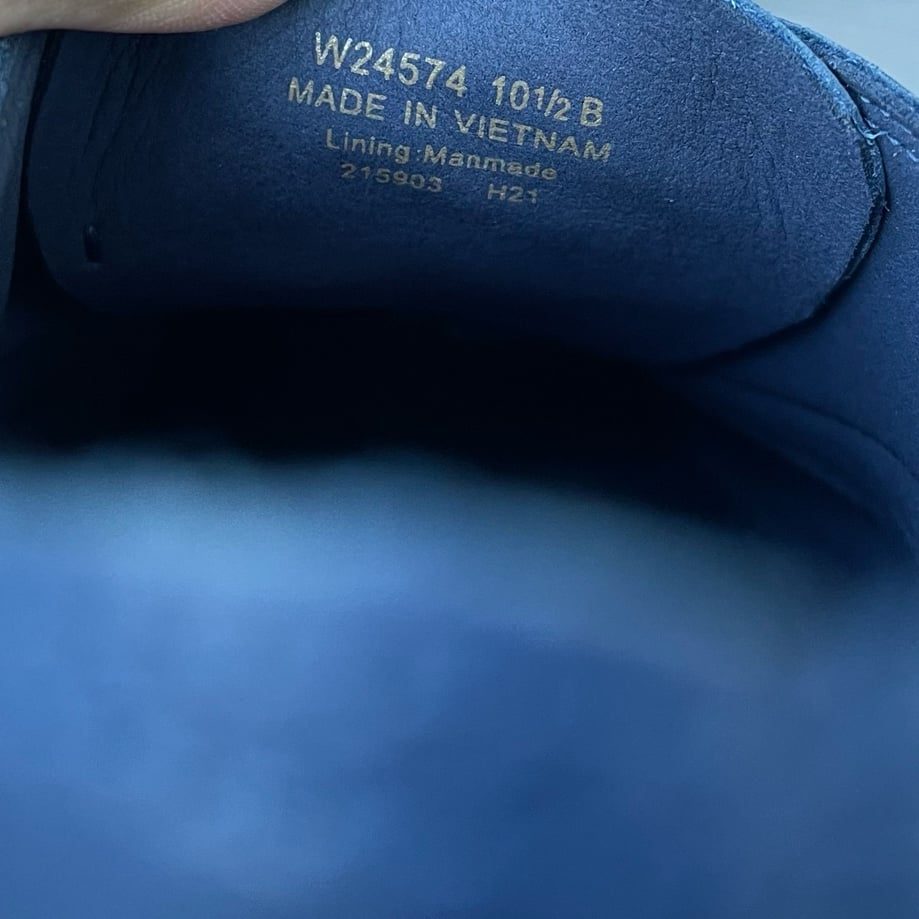 W24574 10½ B
MADE IN VIETNAM
Lining:Manmade
215903 H21